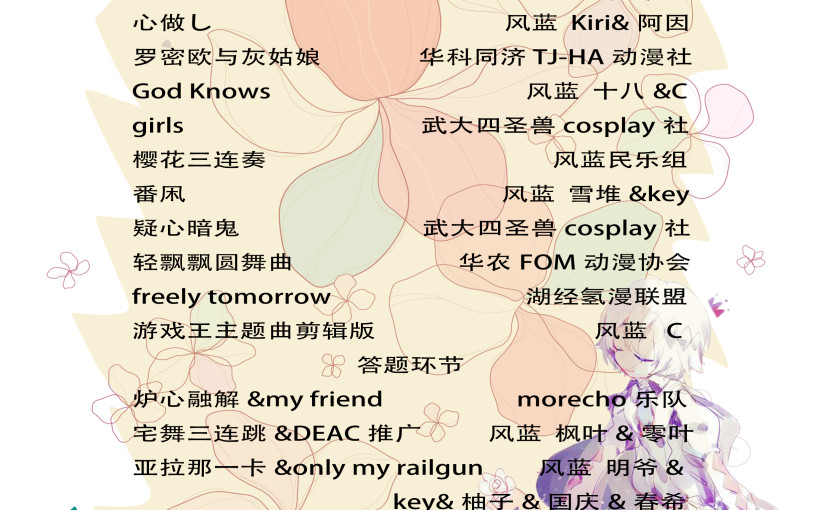 心做し 风蓝 Kiri& 阿因
罗密欧与灰姑娘 华科同济 TJ-HA 动漫社
God Knows 风蓝 十八 &C
girls 武大四圣兽 cosplay 社
樱花三连奏 风蓝民乐组
番凩 风蓝 雪堆 &key
疑心暗鬼 武大四圣兽 cosplay 社
轻飘飘圆舞曲 华农 FOM 动漫协会
freely tomorrow 湖经氢漫联盟
游戏王主题曲剪辑版 风蓝 C
答题环节
炉心融解 &my friend morecho 乐队
宅舞三连跳 &DEAC 推广 风蓝 枫叶 & 零叶
亚拉那一卡 &only my railgun 风蓝 明爷 &
key& 柚子 & 国庆 & 春希